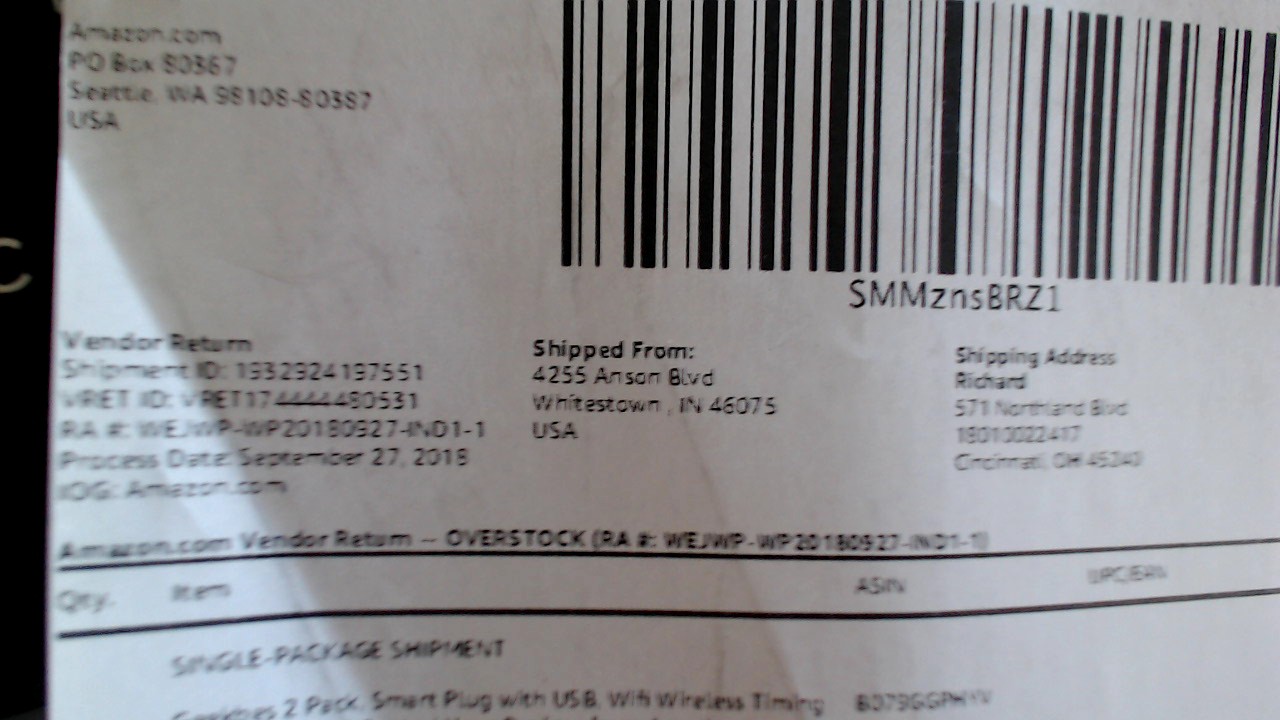 Amazon.com
PO Box 80387
Seattle, WA 98108-80387
USA
SMMznsBRZ1
Vendor Return
Shipment ID: 1932924197551
VRET ID: VRET174444480531
RA #: WEJWP-WP20180927-IND1-1
Process Date: September 27, 2018
IOG: Amazon.com
Shipped From:
4255 Anson Blvd
Whitestown , IN 46075
USA
Shipping Address
Richard
571 Northland Blvd
18010022417
Cincinnati, OH 45240
Amazon.com Vendor Return -- OVERSTOCK (RA #: WEJWP-WP20180927-IND1-1)
Qty. Item ASIN UPC/EAN
SINGLE-PACKAGE SHIPMENT
2 Pack, Smart Plug with USB, Wifi Wireless Timing